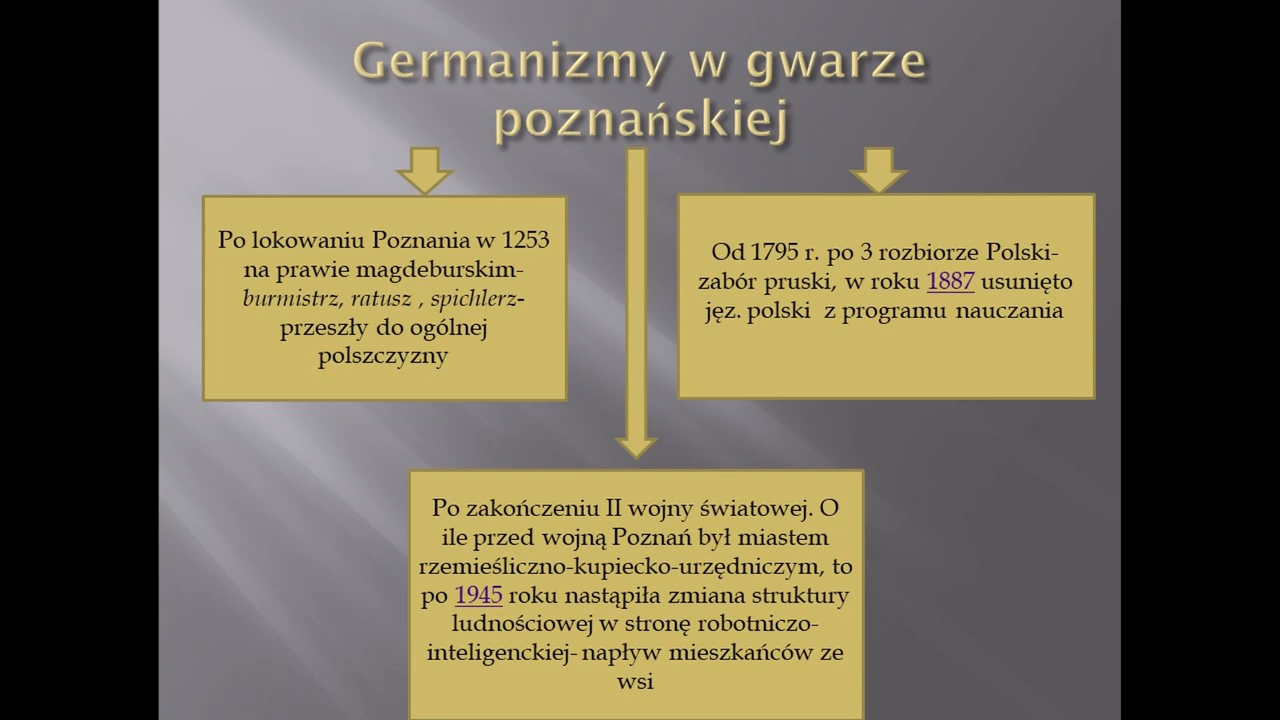 Germanizmy w gwarze
poznańskiej
Po lokowaniu Poznania w 1253
na prawie magdeburskim-
burmistrz, ratusz , spichlerz-
przeszły do ogólnej
polszczyzny
Od 1795 r. po 3 rozbiorze Polski-
zabór pruski, w roku 1887 usunięto
jęz. polski z programu nauczania
Po zakończeniu II wojny światowej. O
ile przed wojną Poznań był miastem
rzemieśliczno-kupiecko-urzędniczym, to
po 1945 roku nastąpiła zmiana struktury
ludnościowej w stronę robotniczo-
inteligenckiej- napływ mieszkańców ze
wsi